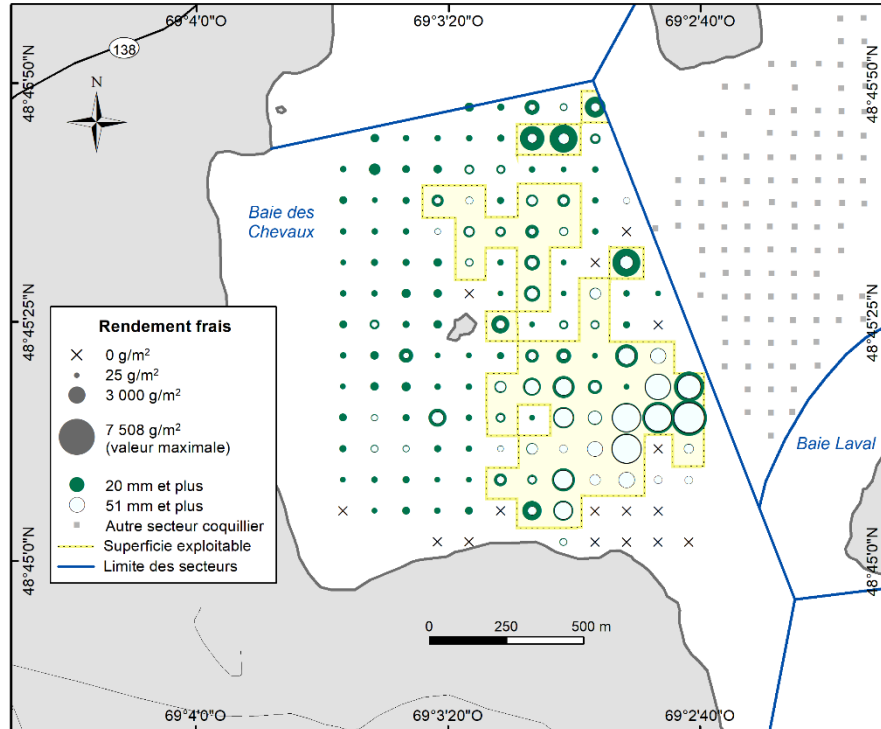 69°4'0"O
69°3'20"O
69°2'40"O
48°45'50"N
48°45'50"N
138
N
Baie des
Chevaux
48°45'25"N
48°45'25"N
Rendement frais
0 g/m²
25 g/m²
3 000 g/m²
7 508 g/m²
(valeur maximale)
20 mm et plus
51 mm et plus
Autre secteur coquillier
Superficie exploitable
Limite des secteurs
Baie Laval
48°45'0"N
48°45'0"N
0 250 500 m
69°4'0"O
69°3'20"O
69°2'40"O